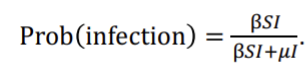 Prob(infection) = βSI / βSI+μI.